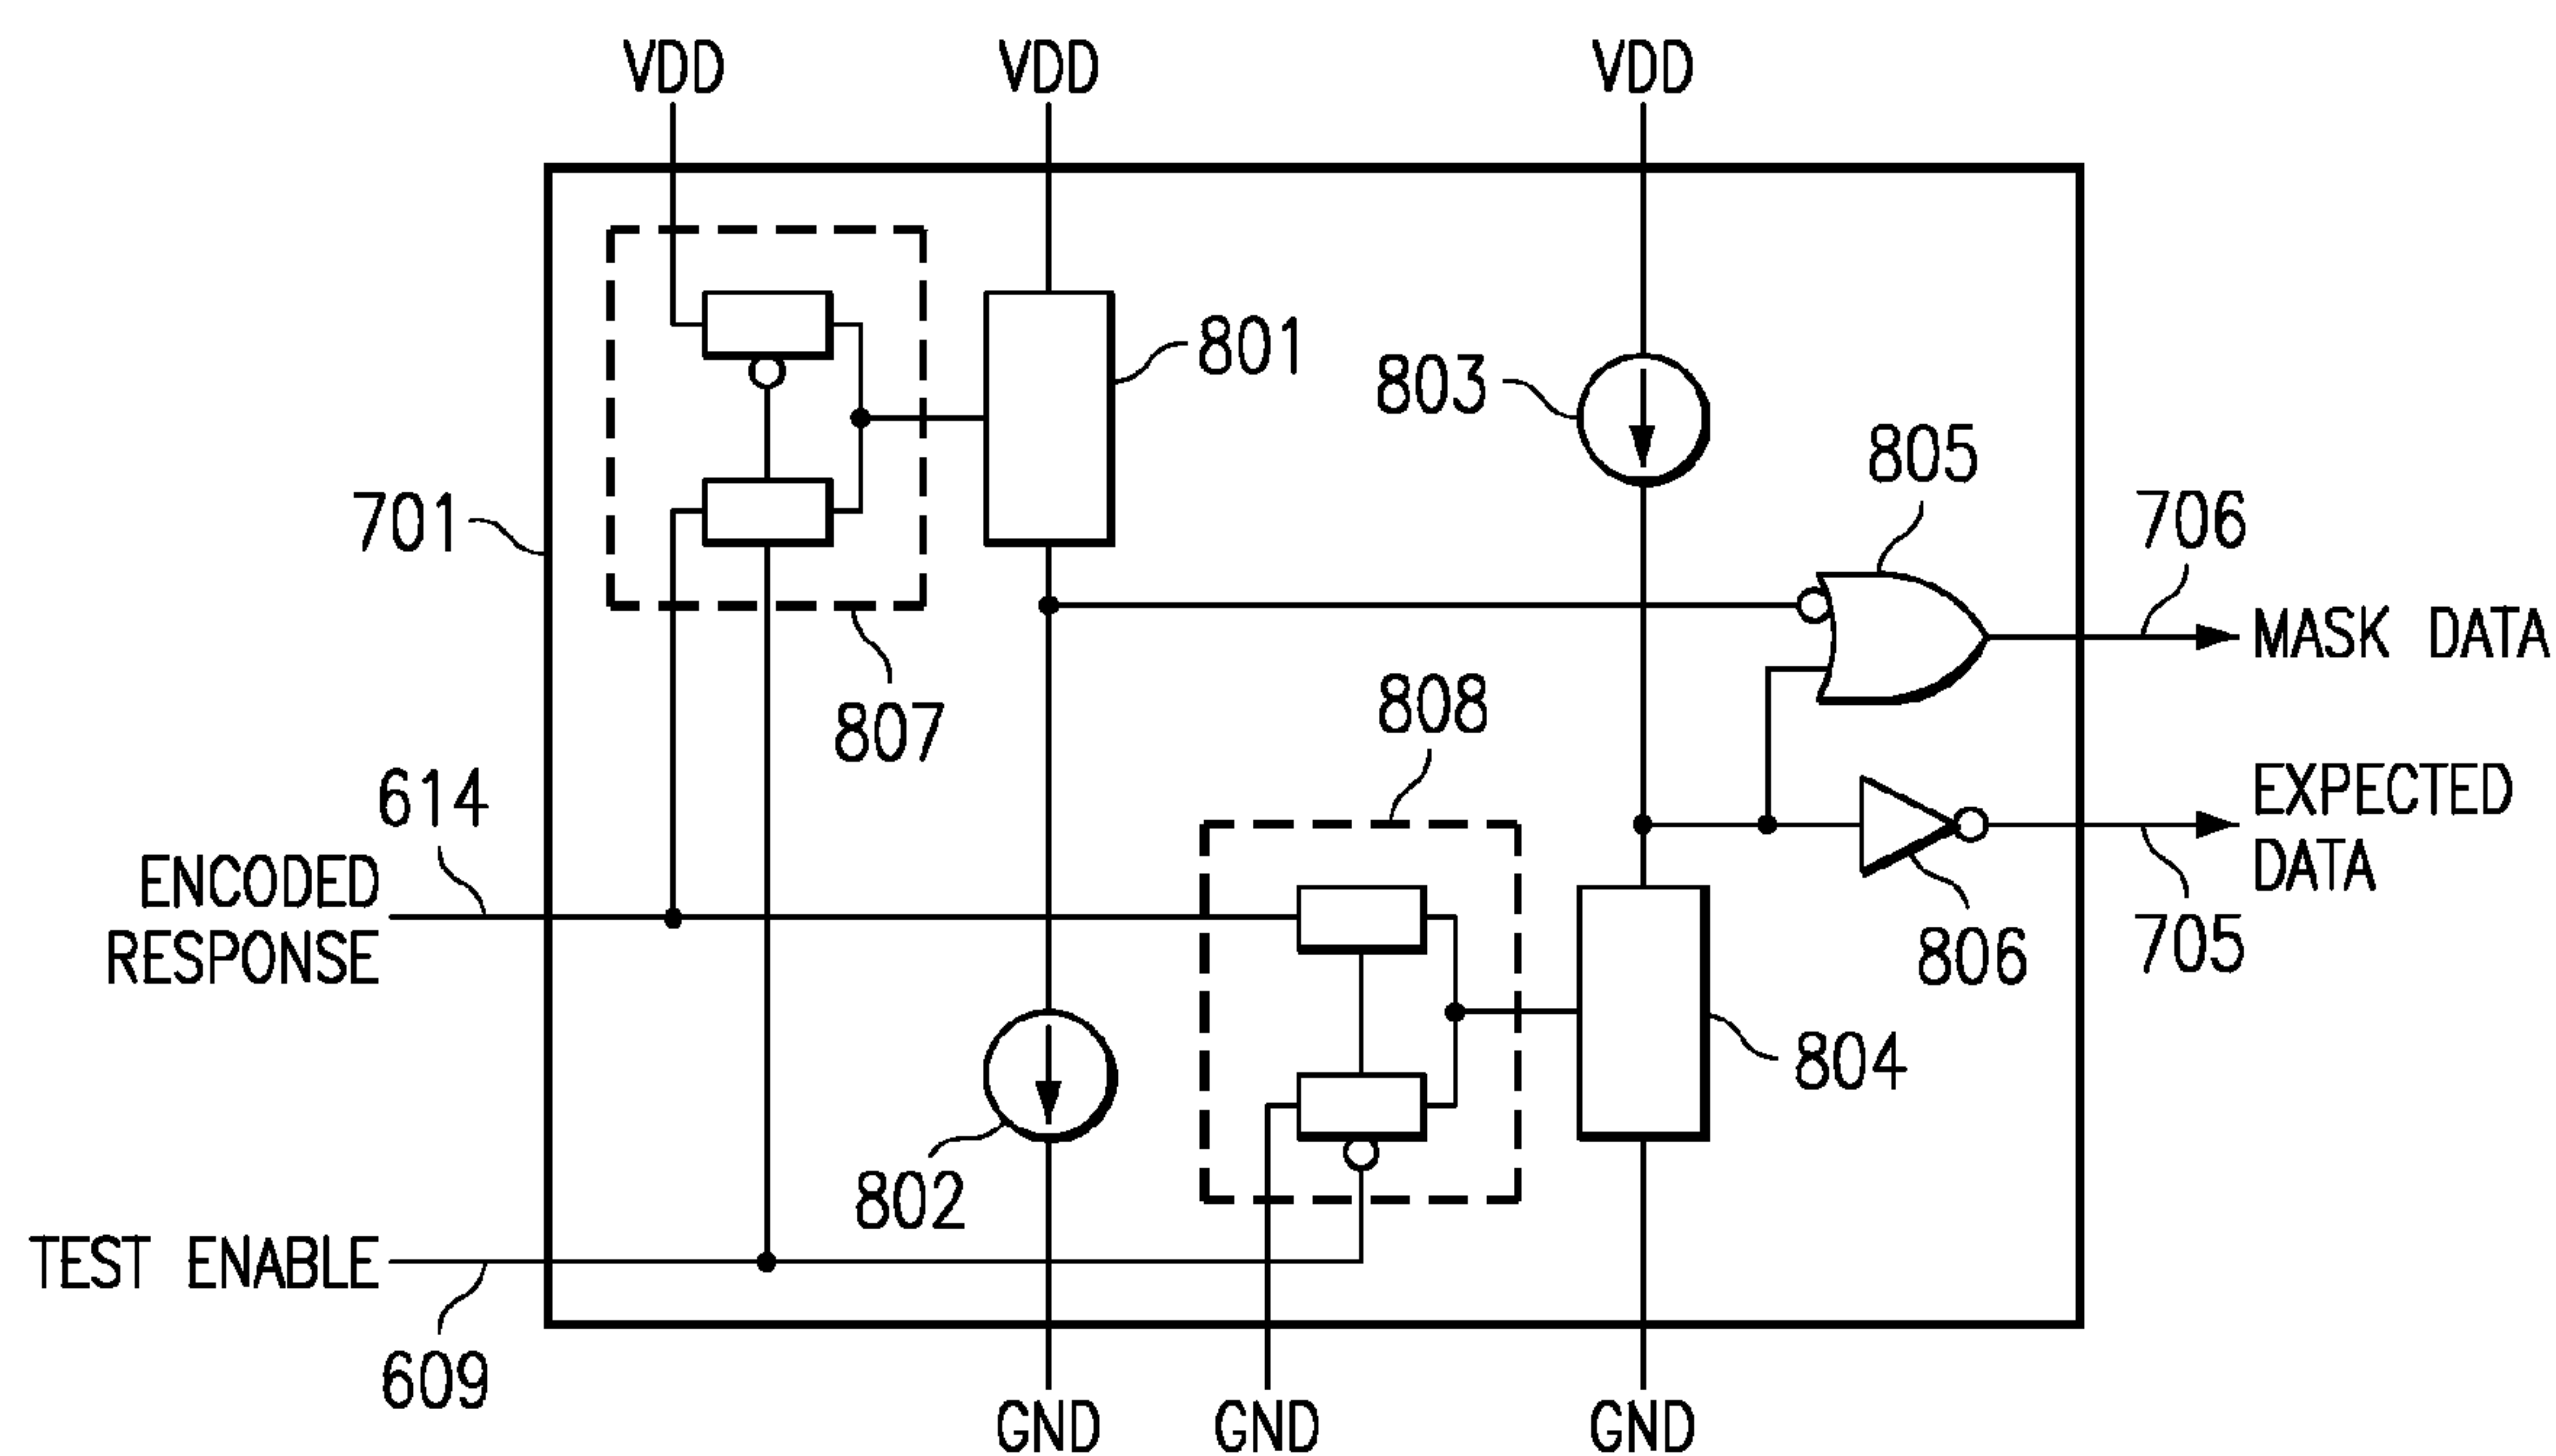 VDD
VDD
VDD
801
803
805
701
706
MASK DATA
807
808
614
EXPECTED
DATA
ENCODED
RESPONSE
806
705
804
802
TEST ENABLE
609
GND
GND
GND